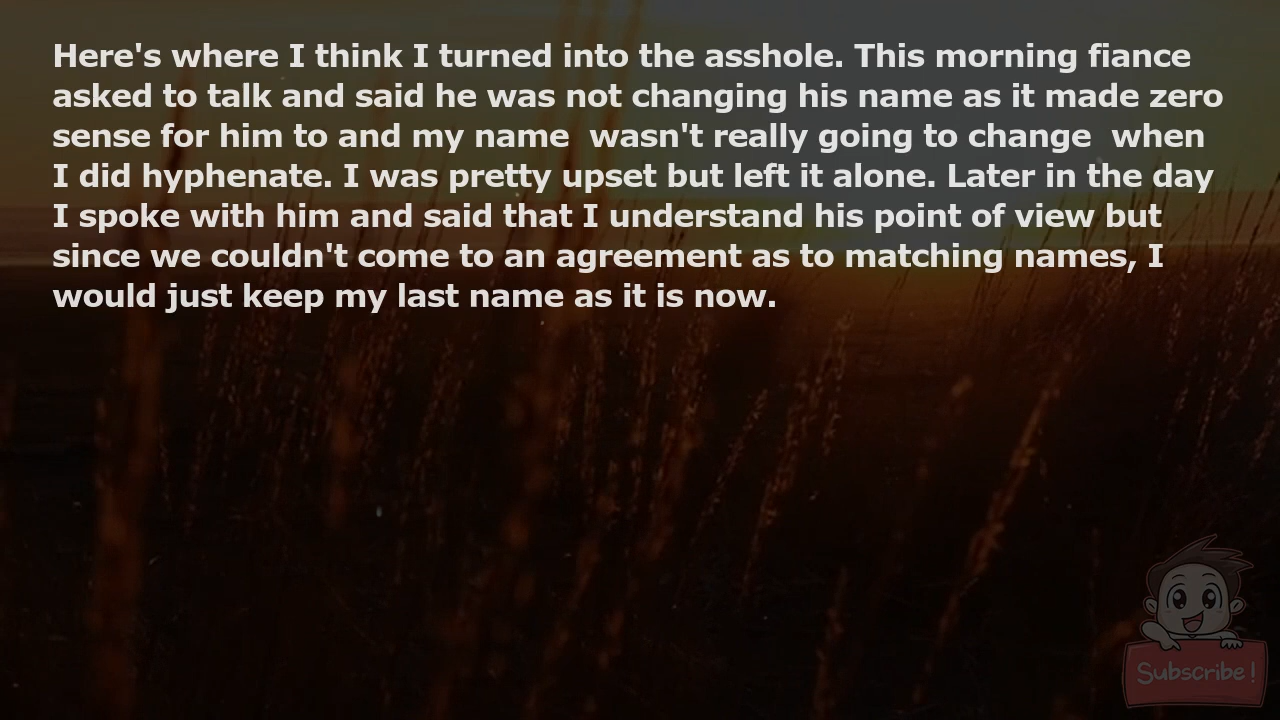 Here's where I think I turned into the asshole. This morning fiance
asked to talk and said he was not changing his name as it made zero
sense for him to and my name  wasn't really going to change  when
I did hyphenate. I was pretty upset but left it alone. Later in the day
I spoke with him and said that I understand his point of view but
since we couldn't come to an agreement as to matching names, I
would just keep my last name as it is now.
Subscribe!